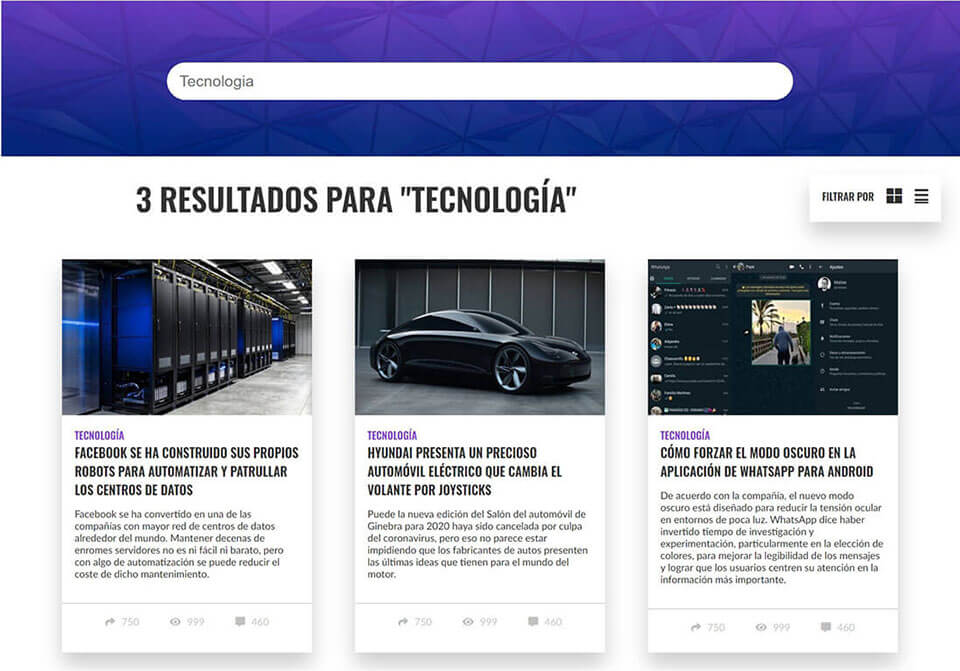 Tecnologia
3 RESULTADOS PARA "TECNOLOGÍA"
FILTRAR POR
TECNOLOGÍA
FACEBOOK SE HA CONSTRUIDO SUS PROPIOS
ROBOTS PARA AUTOMATIZAR Y PATRULLAR
LOS CENTROS DE DATOS
Facebook se ha convertido en una de las
compañías con mayor red de centros de datos
alrededor del mundo. Mantener decenas de
enromes servidores no es ni fácil ni barato, pero
con algo de automatización se puede reducir el
coste de dicho mantenimiento.
750 999 460
TECNOLOGÍA
HYUNDAI PRESENTA UN PRECIOSO
AUTOMÓVIL ELÉCTRICO QUE CAMBIA EL
VOLANTE POR JOYSTICKS
Puede la nueva edición del Salón del automóvil de
Ginebra para 2020 haya sido cancelada por culpa
del coronavirus, pero eso no parece estar
impidiendo que los fabricantes de autos presenten
las últimas ideas que tienen para el mundo del
motor.
750 999 460
WhatsApp
Ajustes
TECNOLOGÍA
CÓMO FORZAR EL MODO OSCURO EN LA
APLICACIÓN DE WHATSAPP PARA ANDROID
De acuerdo con la compañía, el nuevo modo
oscuro está diseñado para reducir la tensión ocular
en entornos de poca luz. WhatsApp dice haber
invertido tiempo de investigación y
experimentación, particularmente en la elección de
colores, para mejorar la legibilidad de los mensajes
y lograr que los usuarios centren su atención en la
información más importante.
750 999 460